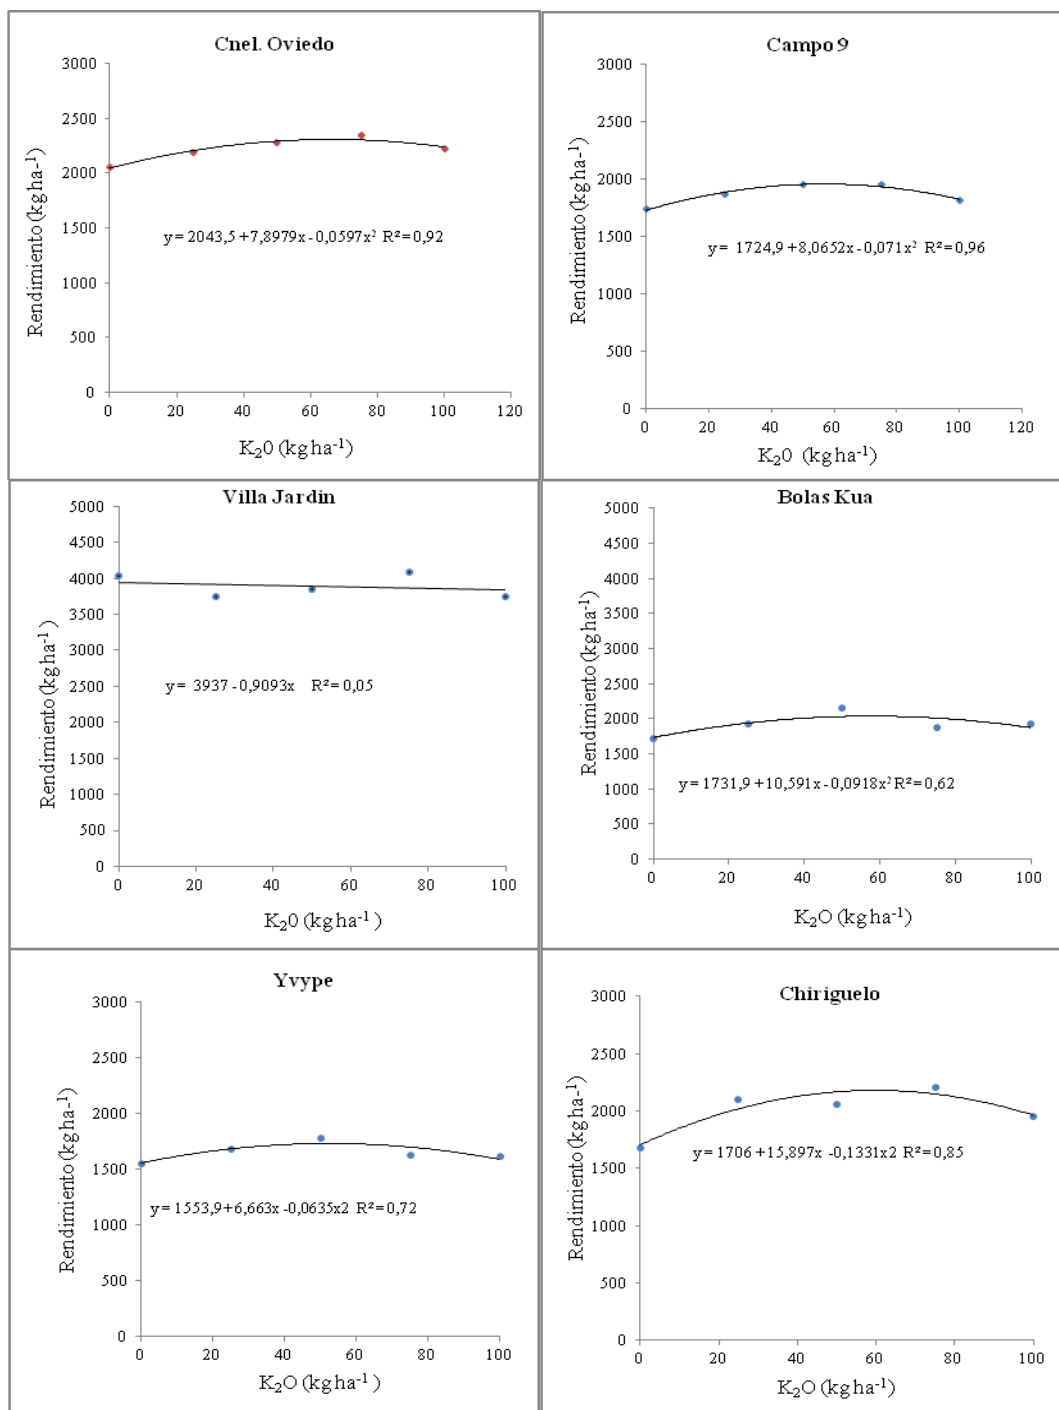 Cnel. Oviedo
3000
2500
2000
1500
1000
500
0
0 20 40 60 80 100 120
Rendimiento (kg ha-1)
K20 (kg ha-1)
y = 2043,5 + 7,8979x - 0,0597x² R² = 0,92
Campo 9
3000
2500
2000
1500
1000
500
0
0 20 40 60 80 100 120
Rendimiento (kg ha-1)
K20 (kg ha-1)
y = 1724,9 + 8,0652x - 0,071x² R² = 0,96
Villa Jardin
5000
4500
4000
3500
3000
2500
2000
1500
1000
500
0
0 20 40 60 80 100
Rendimiento (kg ha-1)
K20 (kg ha-1 )
y = 3937 - 0,9093x R² = 0,05
Bolas Kua
5000
4500
4000
3500
3000
2500
2000
1500
1000
500
0
0 20 40 60 80 100
Rendimiento (kg ha-1)
K2O (kg ha-1)
y = 1731,9 + 10,591x - 0,0918x² R² = 0,62
Yvype
3000
2500
2000
1500
1000
500
0
0 20 40 60 80 100
Rendimiento (kg ha-1)
K2O (kg ha-1 )
y = 1553,9 + 6,663x - 0,0635x2 R² = 0,72
Chiriguelo
3000
2500
2000
1500
1000
500
0
0 20 40 60 80 100
Rendimiento (kg ha-1)
K2O (kg ha-1)
y = 1706 + 15,897x - 0,1331x2 R² = 0,85